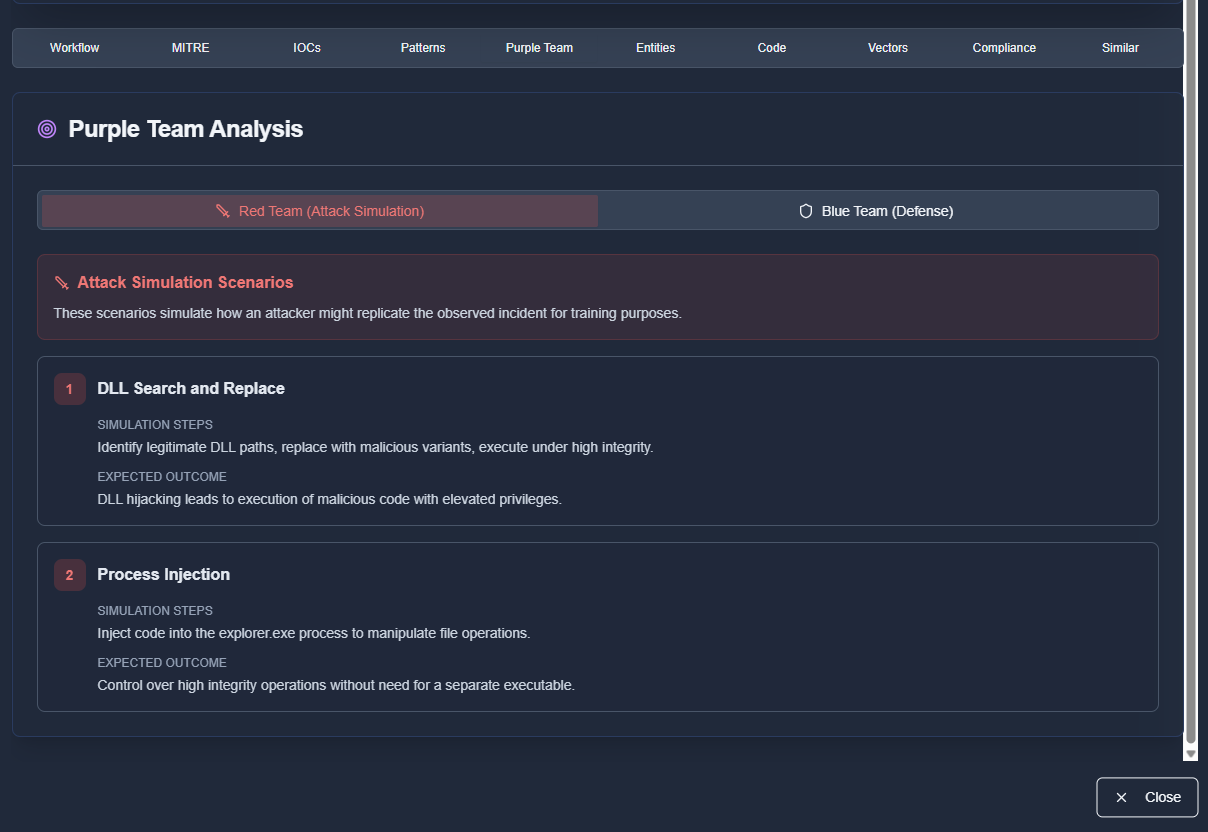 Workflow MITRE IOCs Patterns Purple Team Entities Code Vectors Compliance Similar
Purple Team Analysis
Red Team (Attack Simulation) Blue Team (Defense)
Attack Simulation Scenarios
These scenarios simulate how an attacker might replicate the observed incident for training purposes.
1 DLL Search and Replace
SIMULATION STEPS
Identify legitimate DLL paths, replace with malicious variants, execute under high integrity.
EXPECTED OUTCOME
DLL hijacking leads to execution of malicious code with elevated privileges.
2 Process Injection
SIMULATION STEPS
Inject code into the explorer.exe process to manipulate file operations.
EXPECTED OUTCOME
Control over high integrity operations without need for a separate executable.
Close